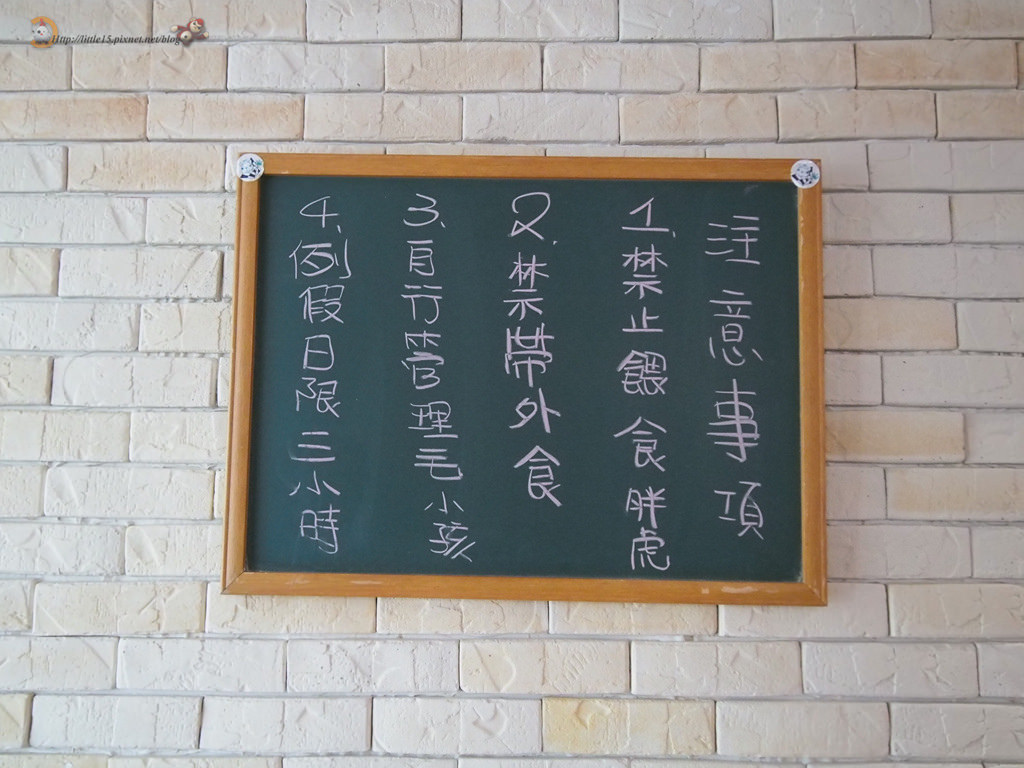 Http://little15.pixnet.net/blog
注意事項
1.禁止餵食胖虎
2.禁帶外食
3.自行管理毛小孩
4.例假日限三小時